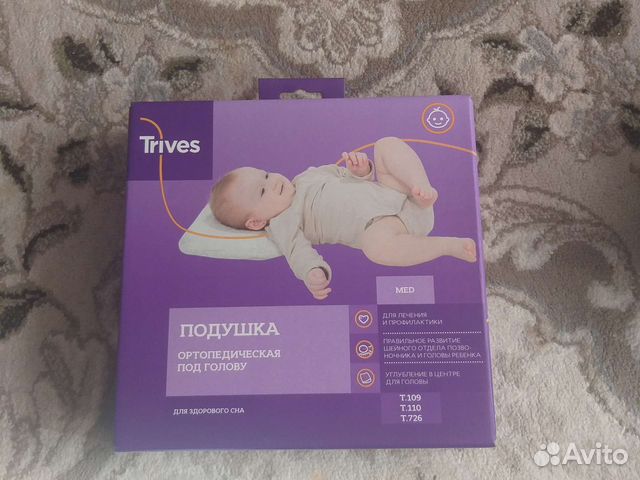 Trives
MED
ПОДУШКА
ОРТОПЕДИЧЕСКАЯ
ПОД ГОЛОВУ
ДЛЯ ЗДОРОВОГО СНА
ДЛЯ ЛЕЧЕНИЯ
И ПРОФИЛАКТИКИ
ПРАВИЛЬНОЕ РАЗВИТИЕ
ШЕЙНОГО ОТДЕЛА ПОЗВО-
НОЧНИКА И ГОЛОВЫ РЕБЕНКА
УГЛУБЛЕНИЕ В ЦЕНТРЕ
ДЛЯ ГОЛОВЫ
Т.109
Т.110
Т.726
Avito